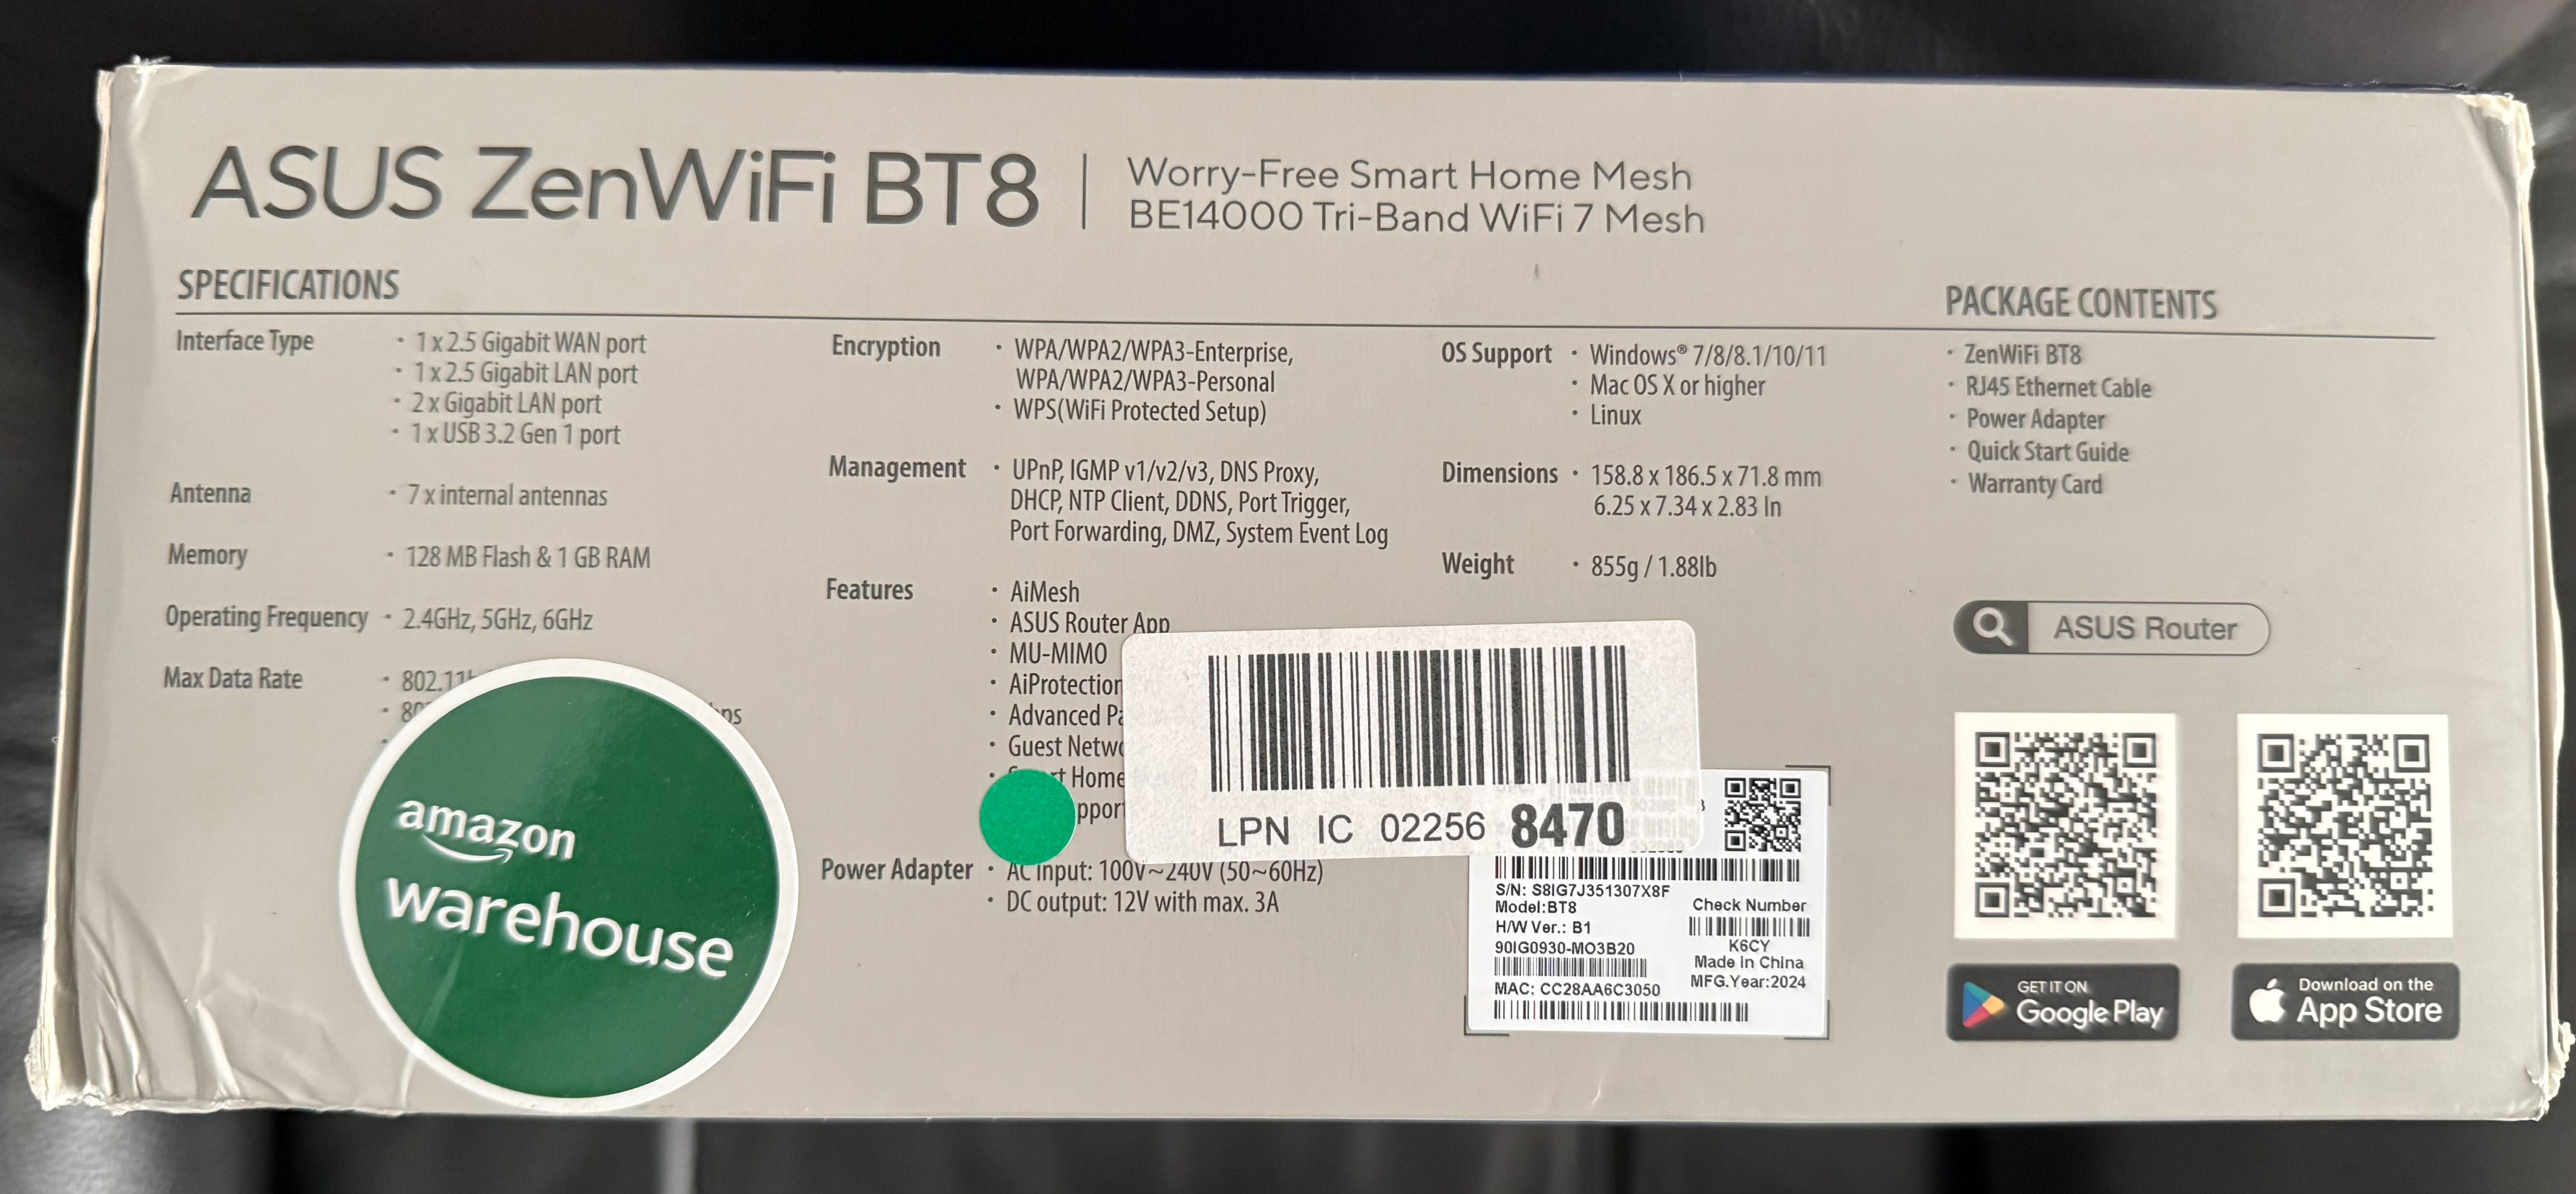 ASUS ZenWiFi BT8
Worry-Free Smart Home Mesh
BE14000 Tri-Band WiFi 7 Mesh
SPECIFICATIONS
Interface Type
· 1 x 2.5 Gigabit WAN port
· 1 x 2.5 Gigabit LAN port
· 2 x Gigabit LAN port
· 1 x USB 3.2 Gen 1 port
Antenna
· 7 x internal antennas
Memory
· 128 MB Flash & 1 GB RAM
Operating Frequency
· 2.4GHz, 5GHz, 6GHz
Max Data Rate
amazon
warehouse
Encryption
· WPA/WPA2/WPA3-Enterprise,
WPA/WPA2/WPA3-Personal
· WPS(WiFi Protected Setup)
Management
· UPnP, IGMP v1/v2/v3, DNS Proxy,
DHCP, NTP Client, DDNS, Port Trigger,
Port Forwarding, DMZ, System Event Log
Features
· AiMesh
· ASUS Router App
· MU-MIMO
· AiProtection
· Advanced
· Guest
Home
Power Adapter
· AC input: 100V~240V (50~60Hz)
· DC output: 12V with max. 3A
OS Support
· Windows® 7/8/8.1/10/11
· Mac OS X or higher
· Linux
Dimensions
· 158.8 x 186.5 x 71.8 mm
6.25 x 7.34 x 2.83 In
Weight
· 855g / 1.88lb
LPN IC 02256 8470
S/N: S8IG7J351307X8F
Model:BT8
H/W Ver.: B1
90IG0930-MO3B20
MAC: CC28AA6C3050
Check Number
K6CY
Made In China
MFG.Year:2024
PACKAGE CONTENTS
· ZenWiFi BT8
· RJ45 Ethernet Cable
· Power Adapter
· Quick Start Guide
· Warranty Card
ASUS Router
GET IT ON
Google Play
Download on the
App Store